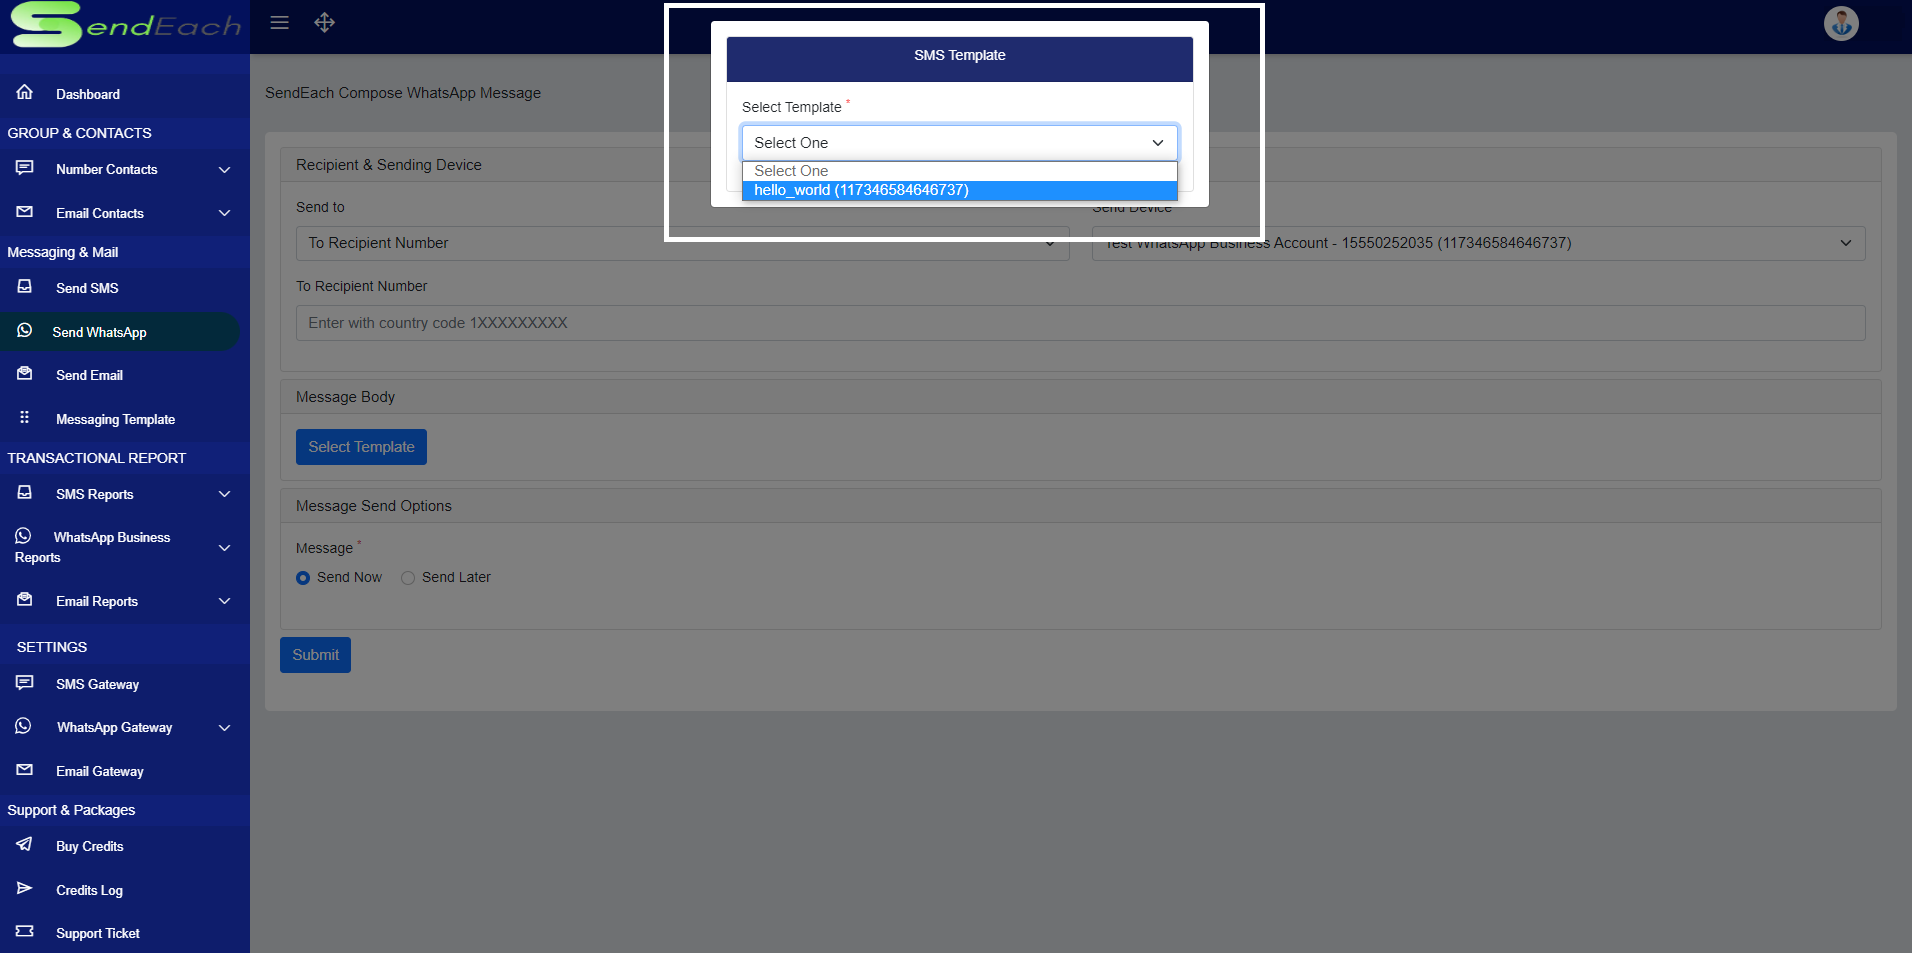 SendEach
Dashboard
GROUP & CONTACTS
Number Contacts
Email Contacts
Messaging & Mail
Send SMS
Send WhatsApp
Send Email
Messaging Template
TRANSACTIONAL REPORT
SMS Reports
WhatsApp Business
Reports
Email Reports
SETTINGS
SMS Gateway
WhatsApp Gateway
Email Gateway
Support & Packages
Buy Credits
Credits Log
Support Ticket
SMS Template
Select Template *
Select One
Select One
hello_world (117346584646737)
SendEach Compose WhatsApp Message
Recipient & Sending Device
Send to
Send Device
To Recipient Number
Test WhatsApp Business Account - 15550252035 (117346584646737)
To Recipient Number
Enter with country code 1XXXXXXXXX
Message Body
Select Template
Message Send Options
Message *
Send Now
Send Later
Submit